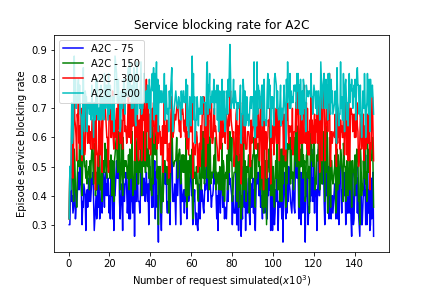 Service blocking rate for A2C
Episode service blocking rate
0.9
0.8
0.7
0.6
0.5
0.4
0.3
A2C - 75
A2C - 150
A2C - 300
A2C - 500
0 20 40 60 80 100 120 140
Number of request simulated(x10³)